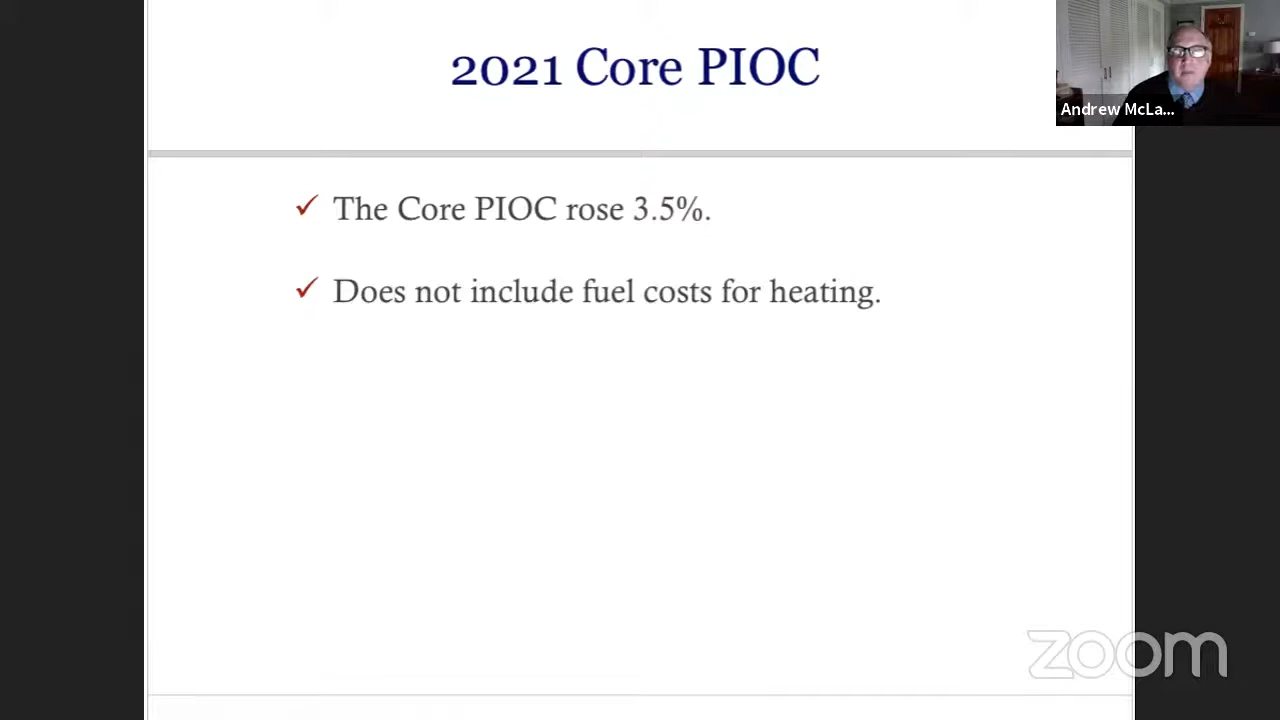 2021 Core PIOC
Andrew McLa...
✓ The Core PIOC rose 3.5%.
✓ Does not include fuel costs for heating.
zoom